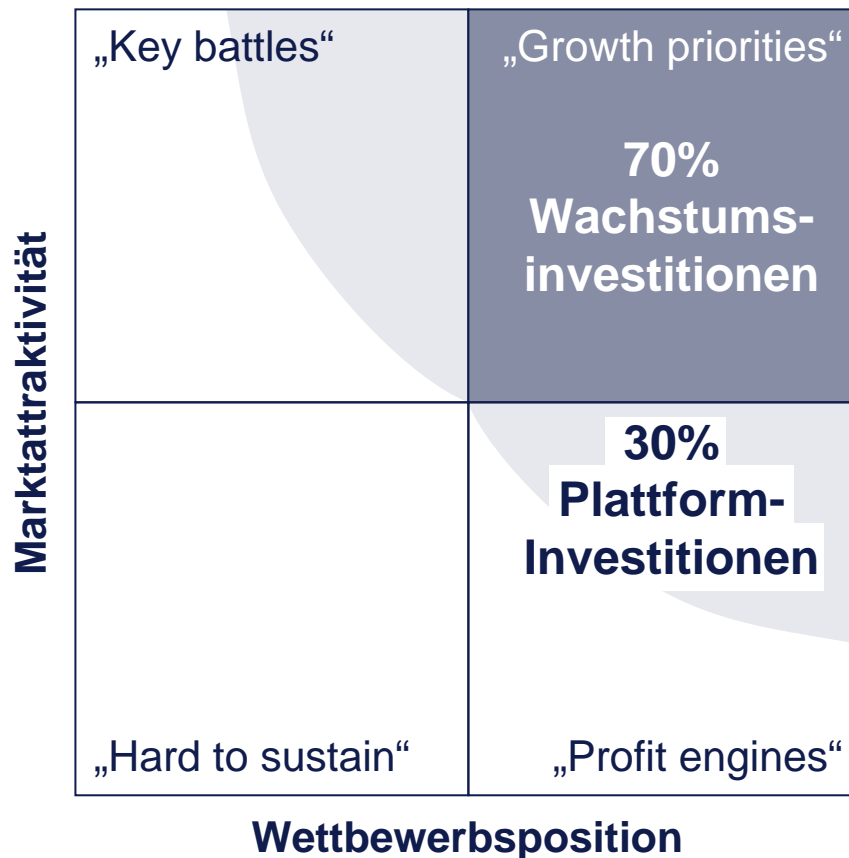 „Key battles“
„Growth priorities“
70%
Wachstums-
investitionen
Marktattraktivität
30%
Plattform-
Investitionen
„Hard to sustain“
„Profit engines“
Wettbewerbsposition